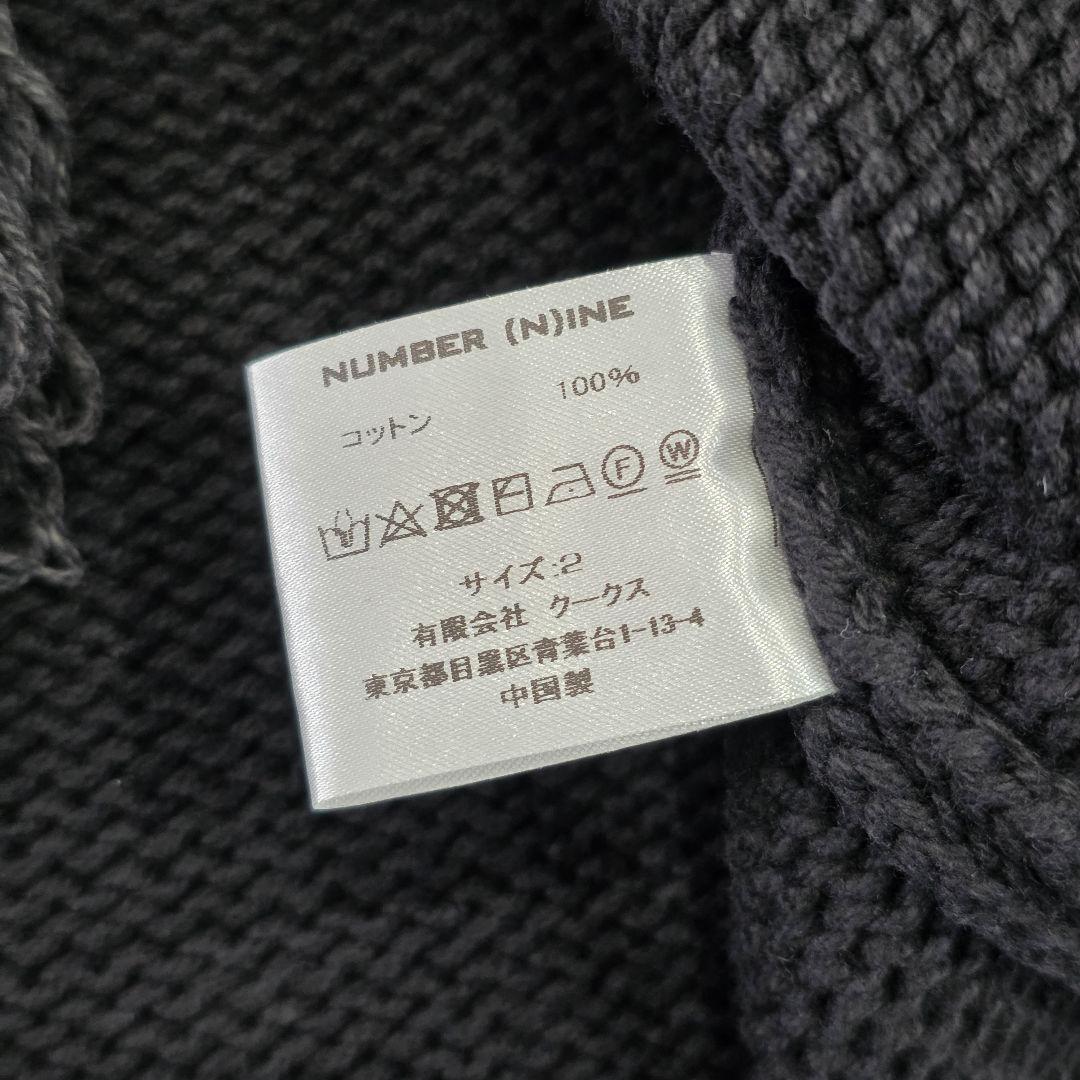 NUMBER (N)INE
コットン 100%
F W
サイズ:2
有限会社 クークス
東京都目黒区青葉台1-13-4
中国製